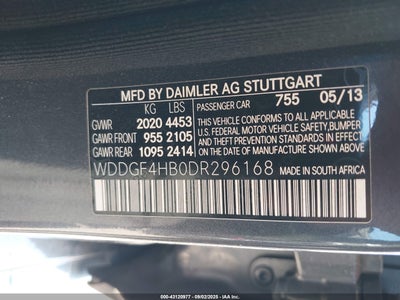 MFD BY DAIMLER AG STUTTGART
KG LBS
GVWR 2020 4453
GAWR FRONT 955 2105
GAWR REAR 1095 2414
PASSENGER CAR 755 05/13
THIS VEHICLE CONFORMS TO ALL APPLICABLE
U.S. FEDERAL MOTOR VEHICLE SAFETY, BUMPER
AND THEFT PREVENTION STANDARDS IN EFFECT
ON THE DATE OF MANUFACTURE SHOWN ABOVE.
WDDGF4HB0DR296168 MADE IN SOUTH AFRICA
#43120977 - 09/02/2025 - IAA Inc.